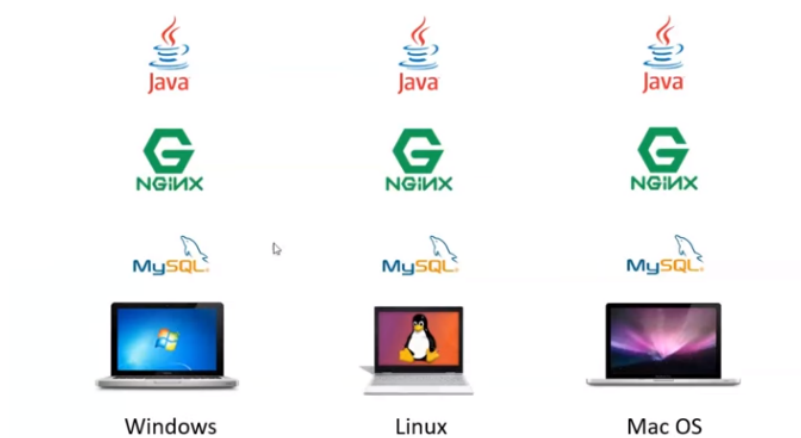 Java Java Java
NGINX NGINX NGINX
MySQL MySQL MySQL
Windows Linux Mac OS